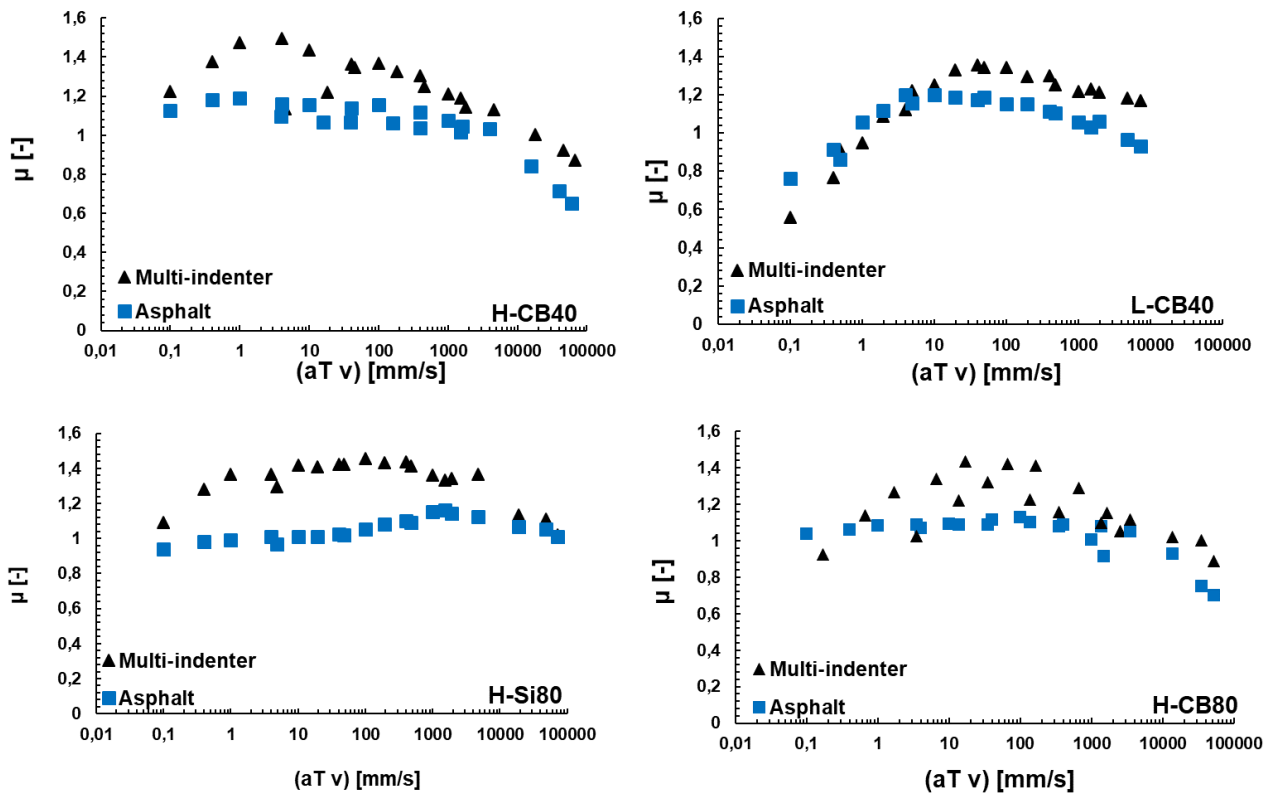 1,6
1,4
1,2
1
0,8
0,6
0,4
0,2
0
μ [-]
Multi-indenter
Asphalt
H-CB40
0,01 0,1 1 10 100 1000 10000 100000
(aT v) [mm/s]
1,6
1,4
1,2
1
0,8
0,6
0,4
0,2
0
μ [-]
Multi-indenter
Asphalt
L-CB40
0,01 0,1 1 10 100 1000 10000 100000
(aT v) [mm/s]
1,6
1,4
1,2
1
0,8
0,6
0,4
0,2
0
μ [-]
Multi-indenter
Asphalt
H-Si80
0,01 0,1 1 10 100 1000 10000 100000
(aT v) [mm/s]
1,6
1,4
1,2
1
0,8
0,6
0,4
0,2
0
μ [-]
Multi-indenter
Asphalt
H-CB80
0,01 0,1 1 10 100 1000 10000 100000
(aT v) [mm/s]